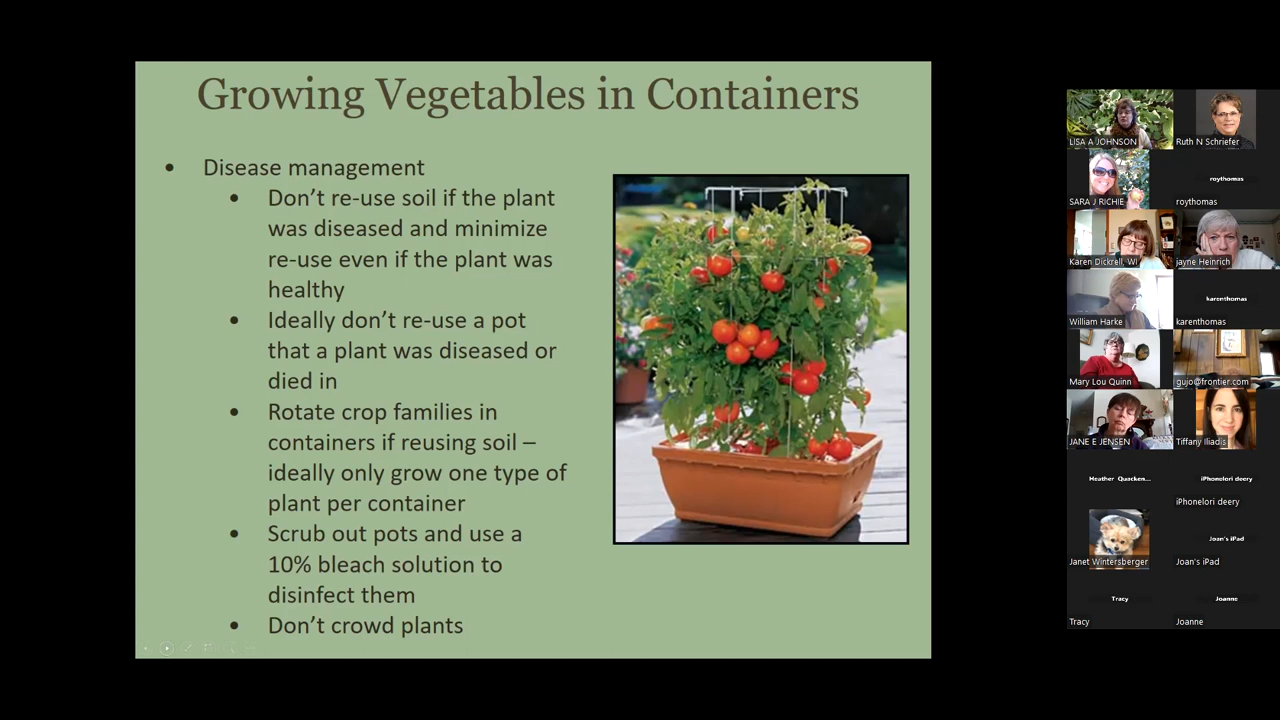 Growing Vegetables in Containers
• Disease management
• Don't re-use soil if the plant
was diseased and minimize
re-use even if the plant was
healthy
• Ideally don't re-use a pot
that a plant was diseased or
died in
• Rotate crop families in
containers if reusing soil –
ideally only grow one type of
plant per container
• Scrub out pots and use a
10% bleach solution to
disinfect them
• Don't crowd plants
LISA A JOHNSON
Ruth N Schriefer
SARA J RICHIE
roythomas
roythomas
Karen Dickrell, WI
jayne Heinrich
William Harke
karenthomas
karenthomas
Mary Lou Quinn
gujo@frontier.com
JANE E JENSEN
Tiffany Iliadis
Heather Quacken...
iPhonelori deery
iPhonelori deery
Janet Wintersberger
Joan's iPad
Joan's iPad
Tracy
Tracy
Joanne
Joanne